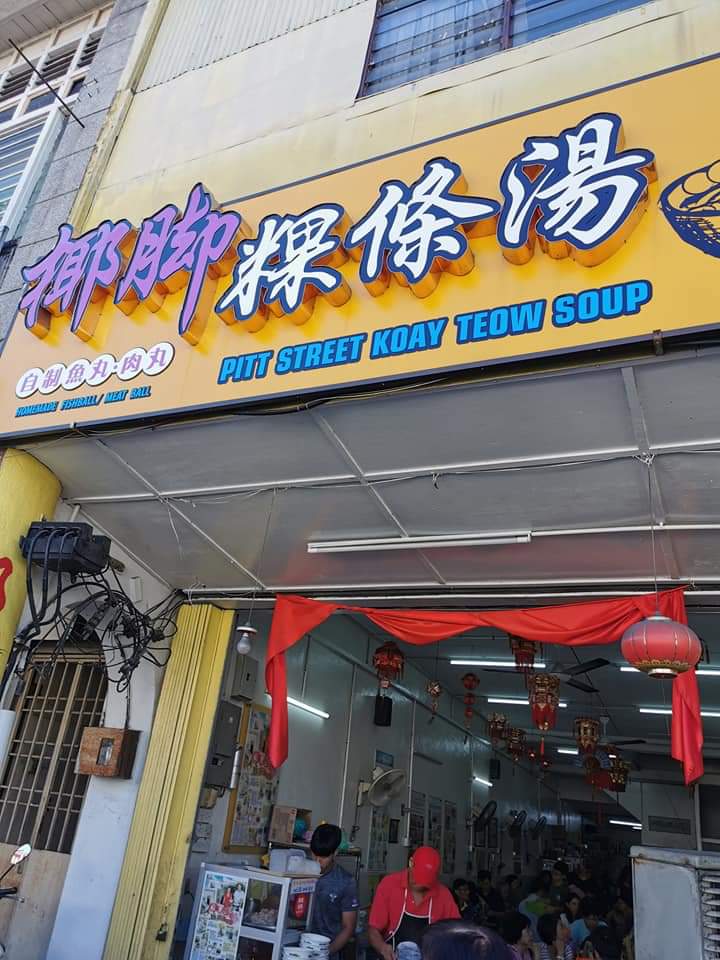 椰脚粿條湯
PITT STREET KOAY TEOW SOUP
自制魚丸·肉丸
HOMEMADE FISHBALL/ MEAT BALL